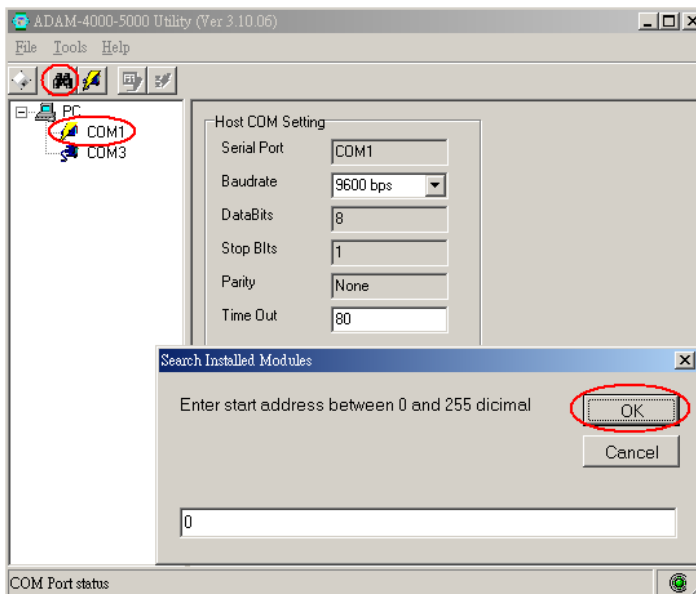 ADAM-4000-5000 Utility (Ver 3.10.06)
File Tools Help
PC
COM1
COM3
Host COM Setting
Serial Port COM1
Baudrate 9600 bps
DataBits 8
Stop BIts 1
Parity None
Time Out 80
Search Installed Modules
Enter start address between 0 and 255 dicimal
OK
Cancel
0
COM Port status